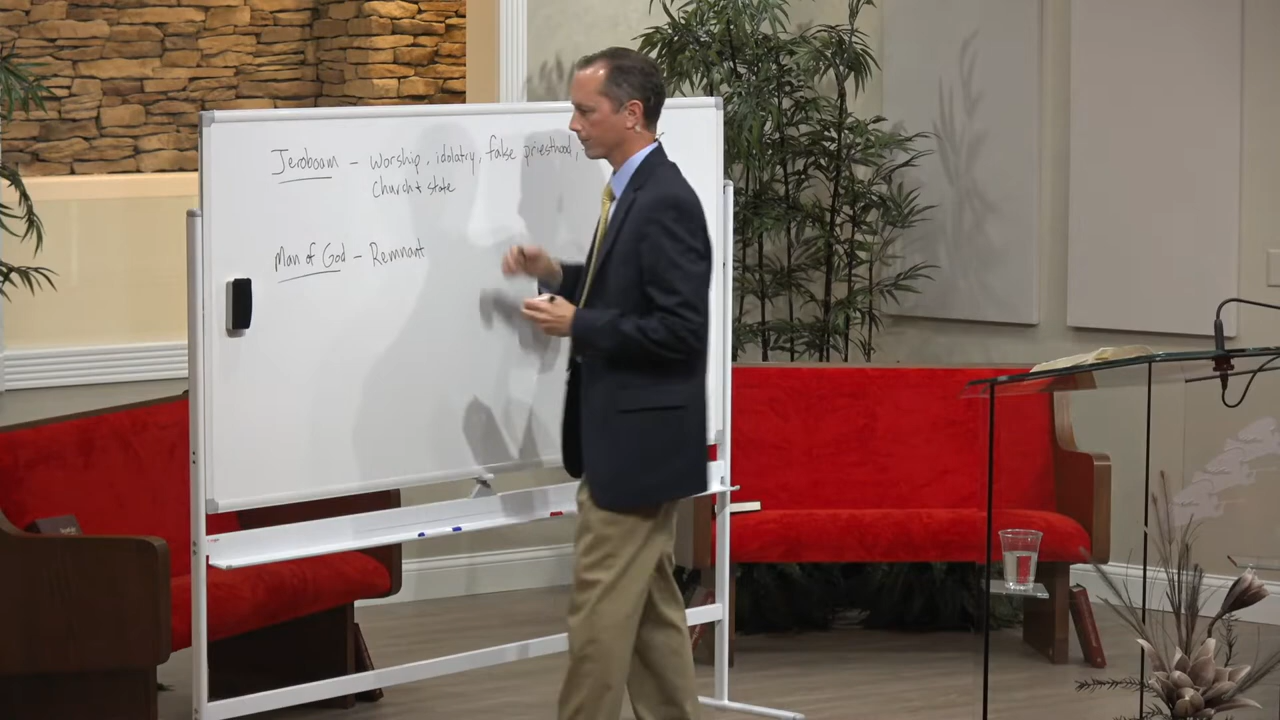 Jeroboam – Worship, idolatry, false priesthood,
Church & state
Man of God – Remnant